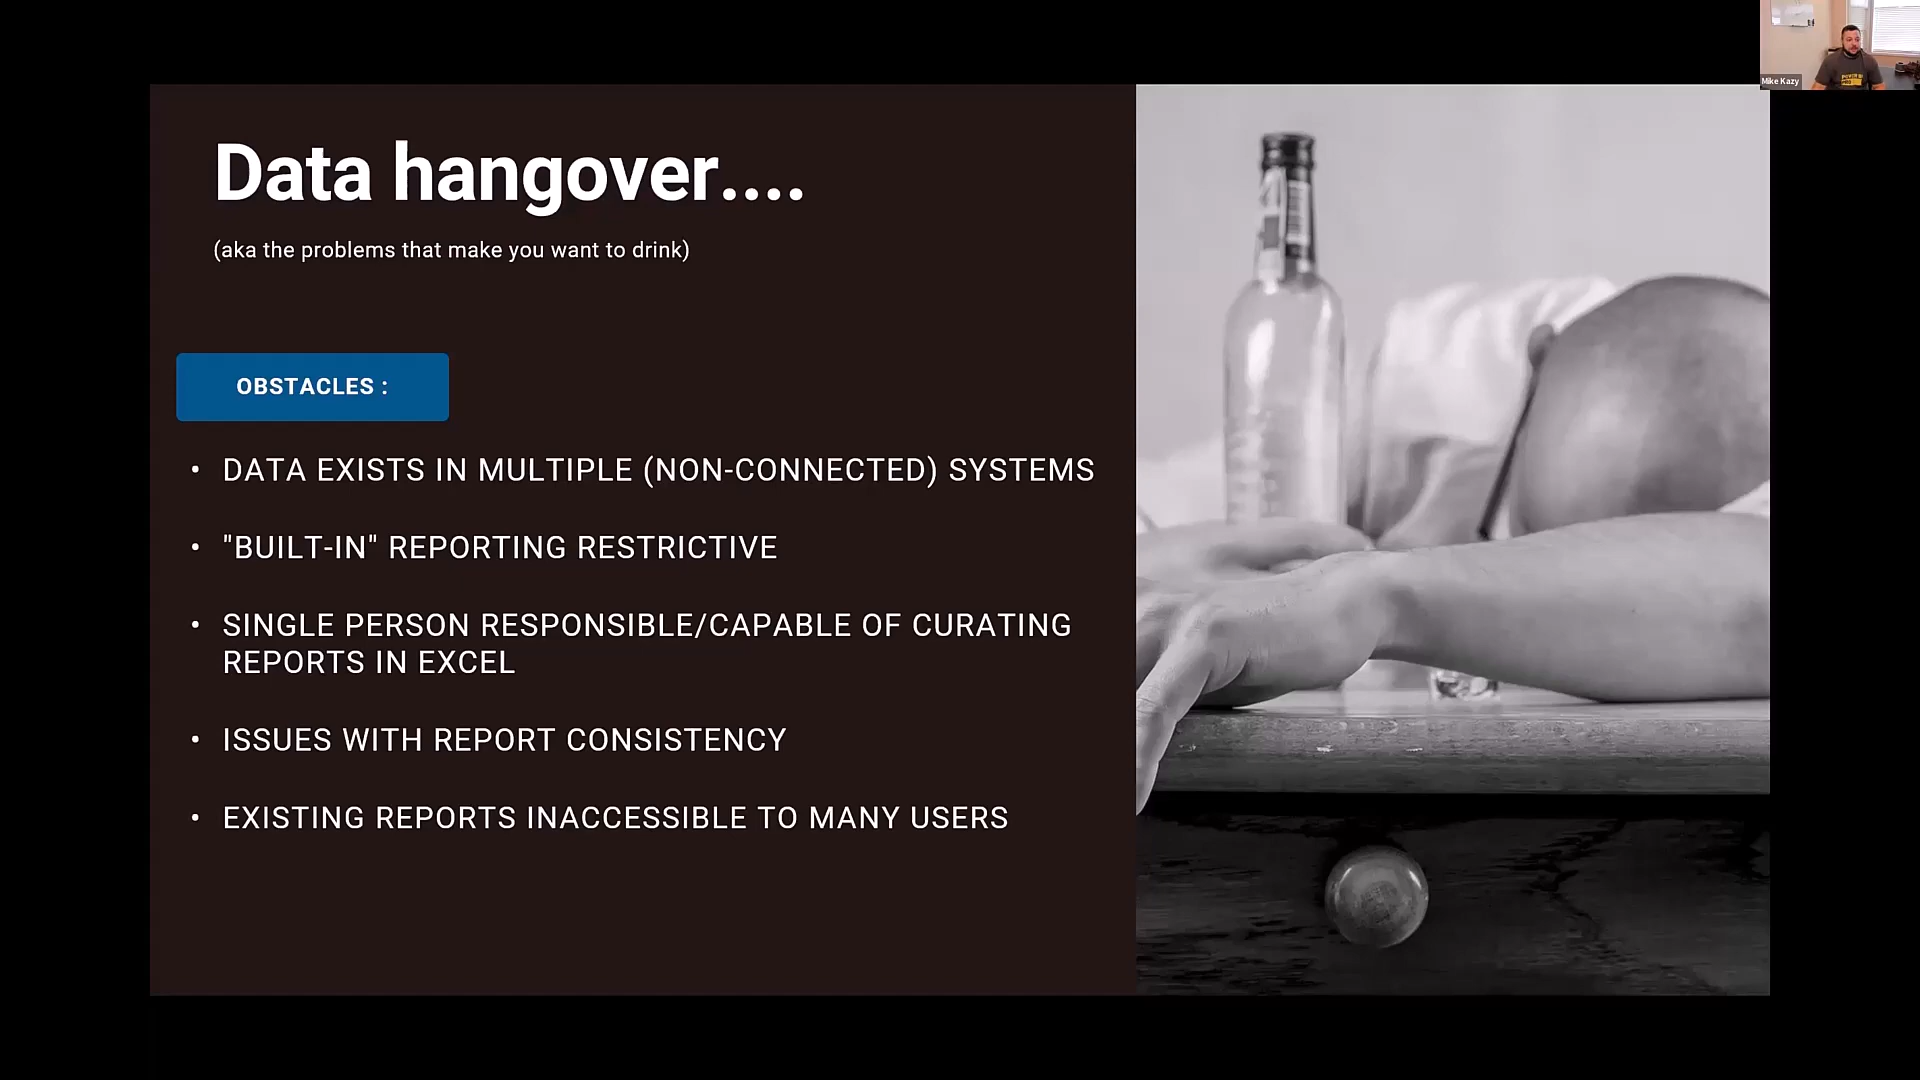 Data hangover....
(aka the problems that make you want to drink)
OBSTACLES :
• DATA EXISTS IN MULTIPLE (NON-CONNECTED) SYSTEMS
• "BUILT-IN" REPORTING RESTRICTIVE
• SINGLE PERSON RESPONSIBLE/CAPABLE OF CURATING
REPORTS IN EXCEL
• ISSUES WITH REPORT CONSISTENCY
• EXISTING REPORTS INACCESSIBLE TO MANY USERS
Mike Kazy